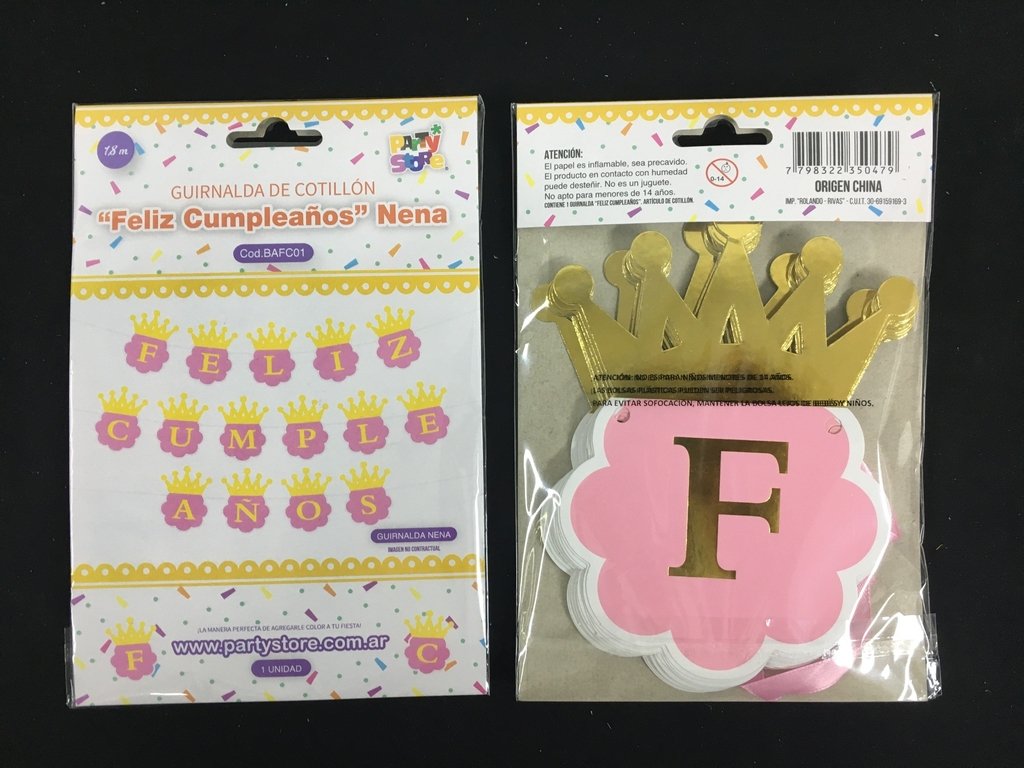 1,8 m
PARTY
STORE
GUIRNALDA DE COTILLÓN
“Feliz Cumpleaños” Nena
Cod.BAFC01
F E L I Z
C U M P L E
A Ñ O S
GUIRNALDA NENA
IMAGEN NO CONTRACTUAL
¡LA MANERA PERFECTA DE AGREGARLE COLOR A TU FIESTA!
www.partystore.com.ar
1 UNIDAD
F
C
ATENCIÓN:
El papel es inflamable, sea precavido.
El producto en contacto con humedad
puede desteñir. No es un juguete.
No apto para menores de 14 años.
CONTIENE 1 GUIRNALDA "FELIZ CUMPLEAÑOS". ARTÍCULO DE COTILLÓN.
0-14
7 798322 350479
ORIGEN CHINA
IMP. "ROLANDO - RIVAS" - C.U.I.T. 30-69159169-3
ATENCIÓN: NO ES PARA NIÑOS MENORES DE 14 AÑOS.
LAS BOLSAS PLÁSTICAS PUEDEN SER PELIGROSAS.
PARA EVITAR SOFOCACIÓN, MANTENER LA BOLSA LEJOS DE BEBÉS Y NIÑOS.
F